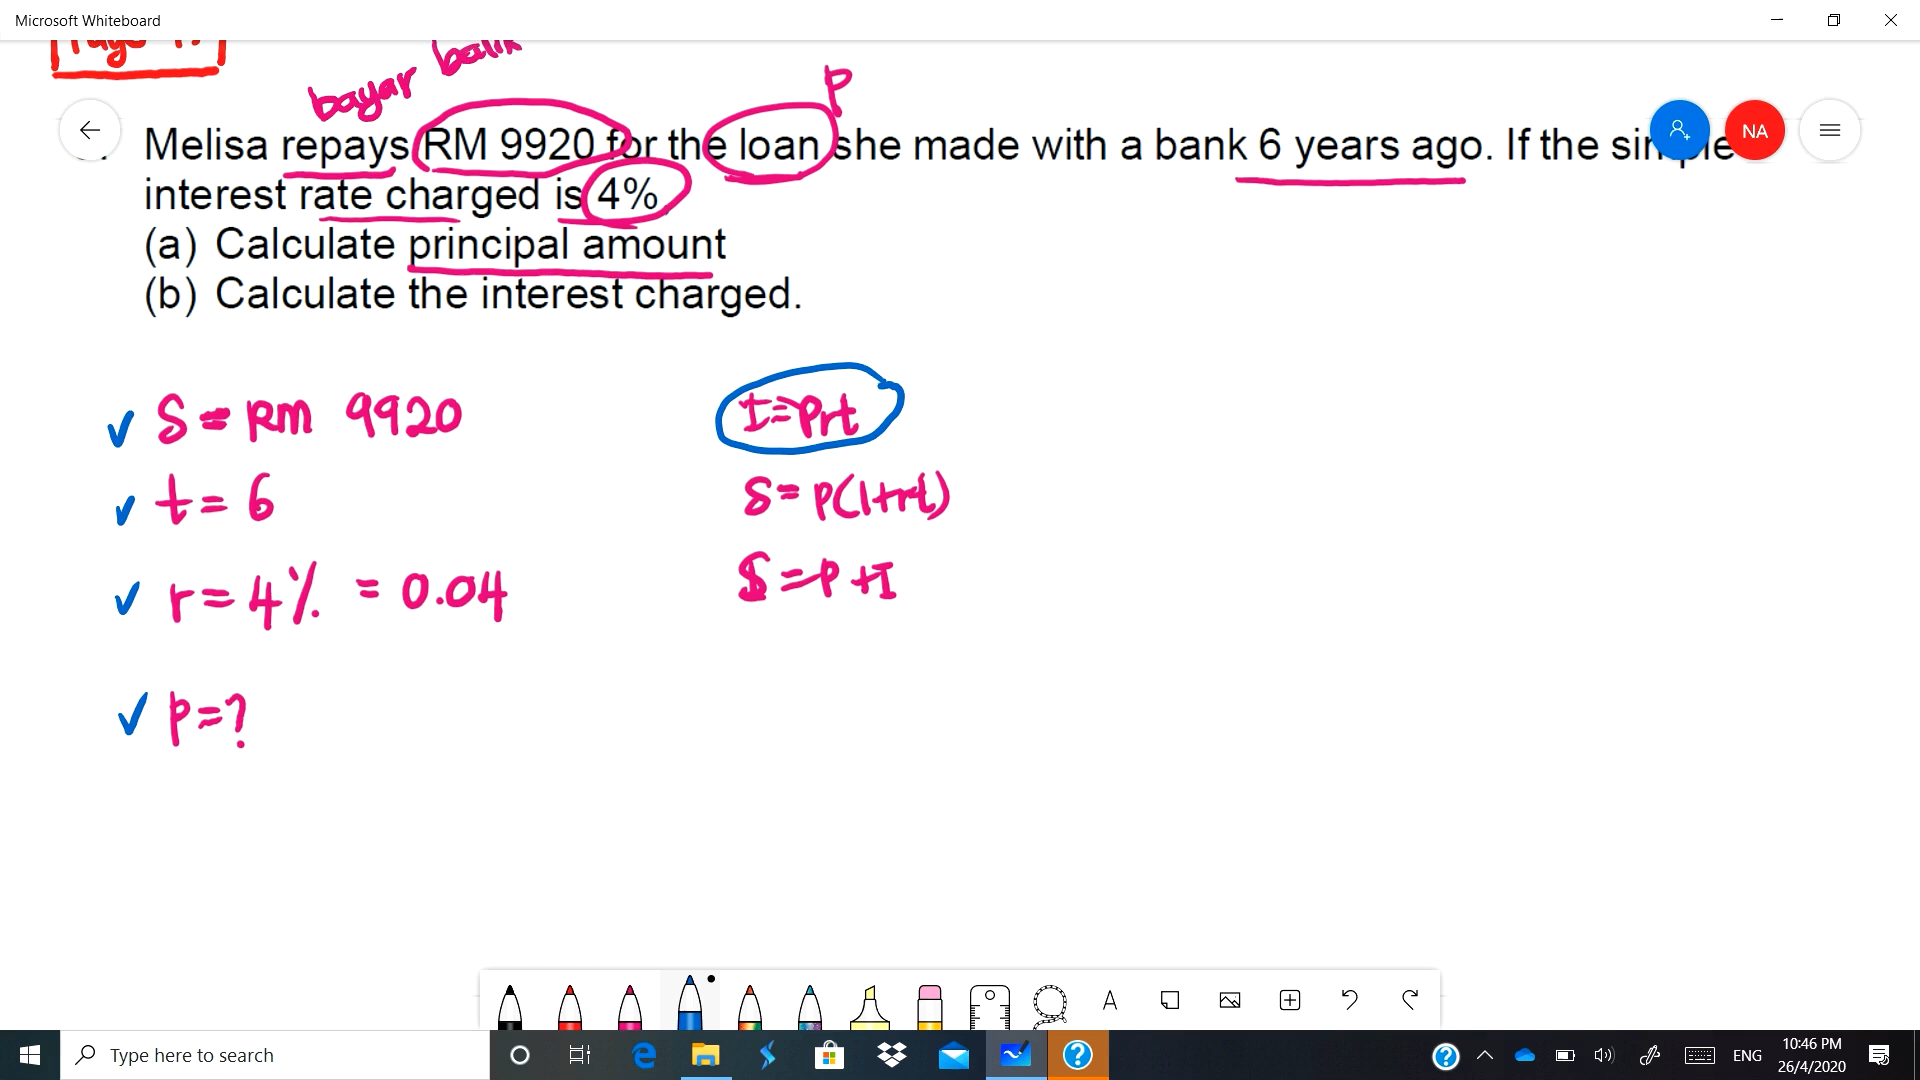 Microsoft Whiteboard
bayar balik
P
Melisa repays RM 9920 for the loan she made with a bank 6 years ago. If the simple
interest rate charged is 4%
(a) Calculate principal amount
(b) Calculate the interest charged.
S = RM 9920
t = 6
r = 4% = 0.04
P = ?
I = Prt
S = P(1+rt)
S = P + I
NA
A
Type here to search
ENG
10:46 PM
26/4/2020